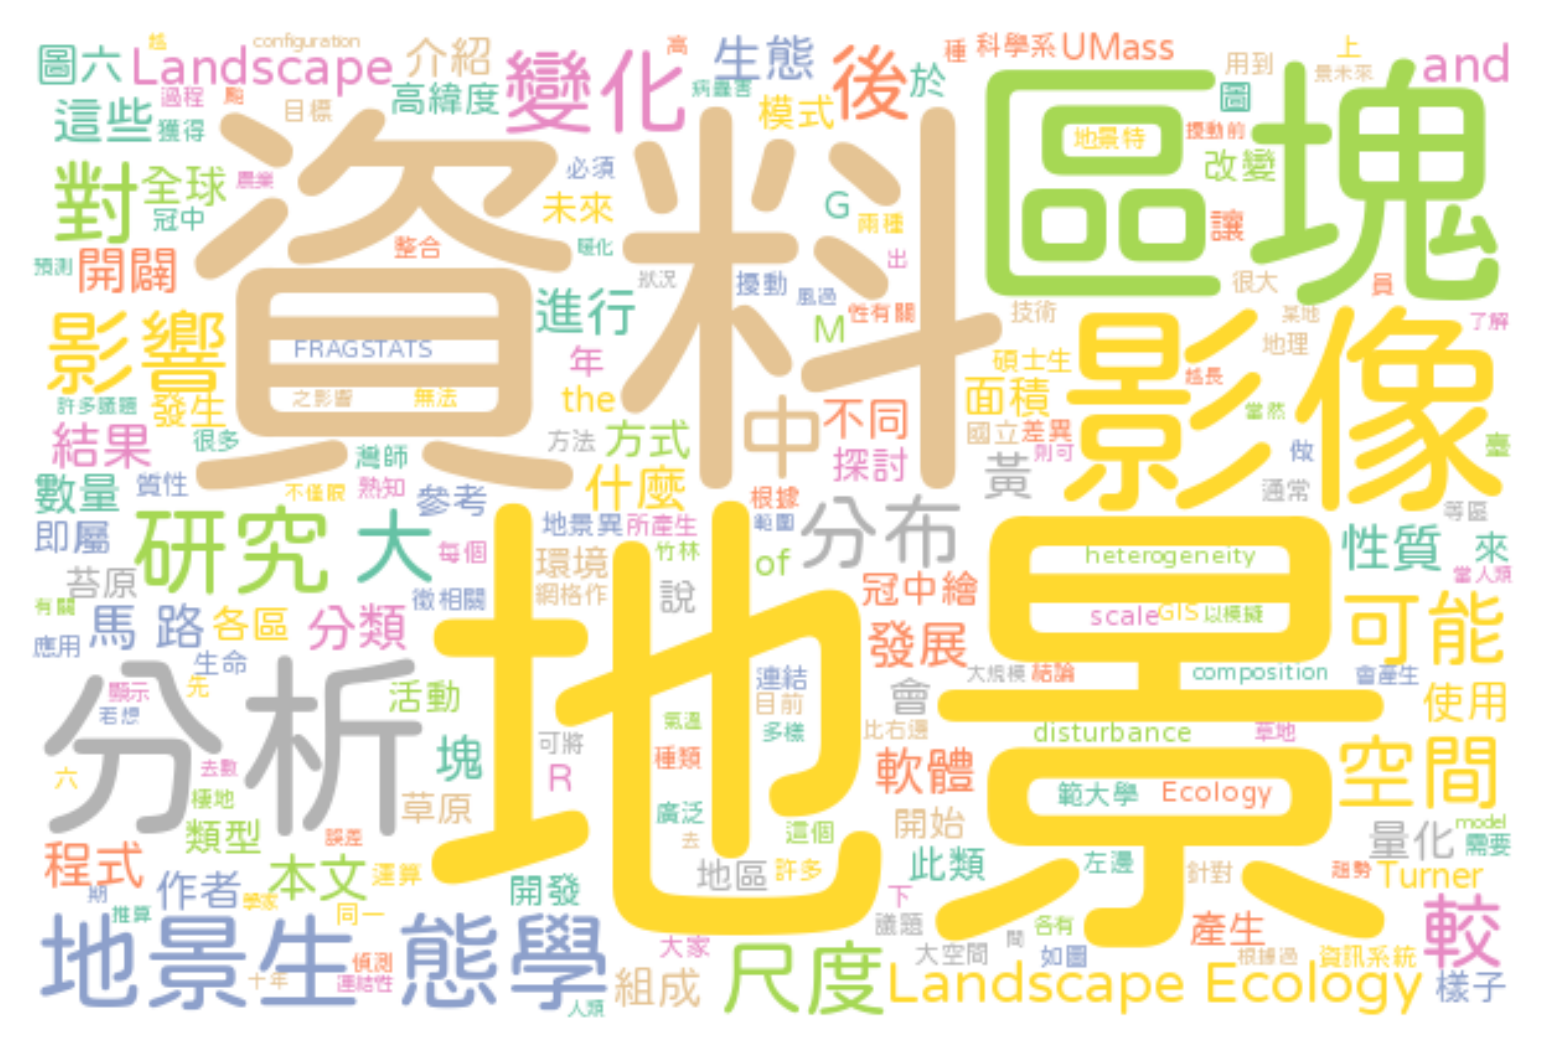 越
configuration
圖六
Landscape
介紹
變化
高
生態
後
種
科學系
UMass
用到
上
景未來
and
於
這些
過程
獲得
目標
高緯度
病蟲害
模式
區塊
圖
地景特
擾動前
改變
對
全球
冠中
農業
資料
必須
未來
G
兩種
讓
預測
開闢
整合
暖化
狀況
擾動
風過
出
很大
員
影響
FRAGSTATS
進行
年
M
性有關
技術
某地
地理
了解
影像
許多議題
發生
之影響
無法
the
中
不同
碩士生
面積
越長
當然
結果
很多
灣師
方法
方式
探討
國立
差異
則可
做
臺
數量
質性
不僅限
熟知
參考
什麼
根據
黃
通常
等區
即屬
研究
大
每個
地景異
所產生
範圍
分布
heterogeneity
性質
來
當人類
苔原
環境
竹林
of
有關
馬路
各區
分類
徵相關
網格作
說
冠中繪
scale
GIS
以模擬
可能
應用
生命
地景
發展
顯示
先
若想
活動
連結
目前
會
大規模
結論
composition
會產生
使用
分析
塊
可將
氣溫
多樣
比右邊
disturbance
草地
六
去數
棲地
R
種類
軟體
範大學
Ecology
空間
類型
草原
廣泛
去
這個
開始
model
需要
量化
程式
誤差
作者
本文
運算
開發
地區
許多
此類
左邊
針對
趨勢
Turner
期
推算
學家
同一
下
議題
各有
產生
較
地景生態學
偵測
十年
連結性
人類
大家
組成
尺度
大空間
間
如圖
根據過
資訊系統
Landscape Ecology
樣子